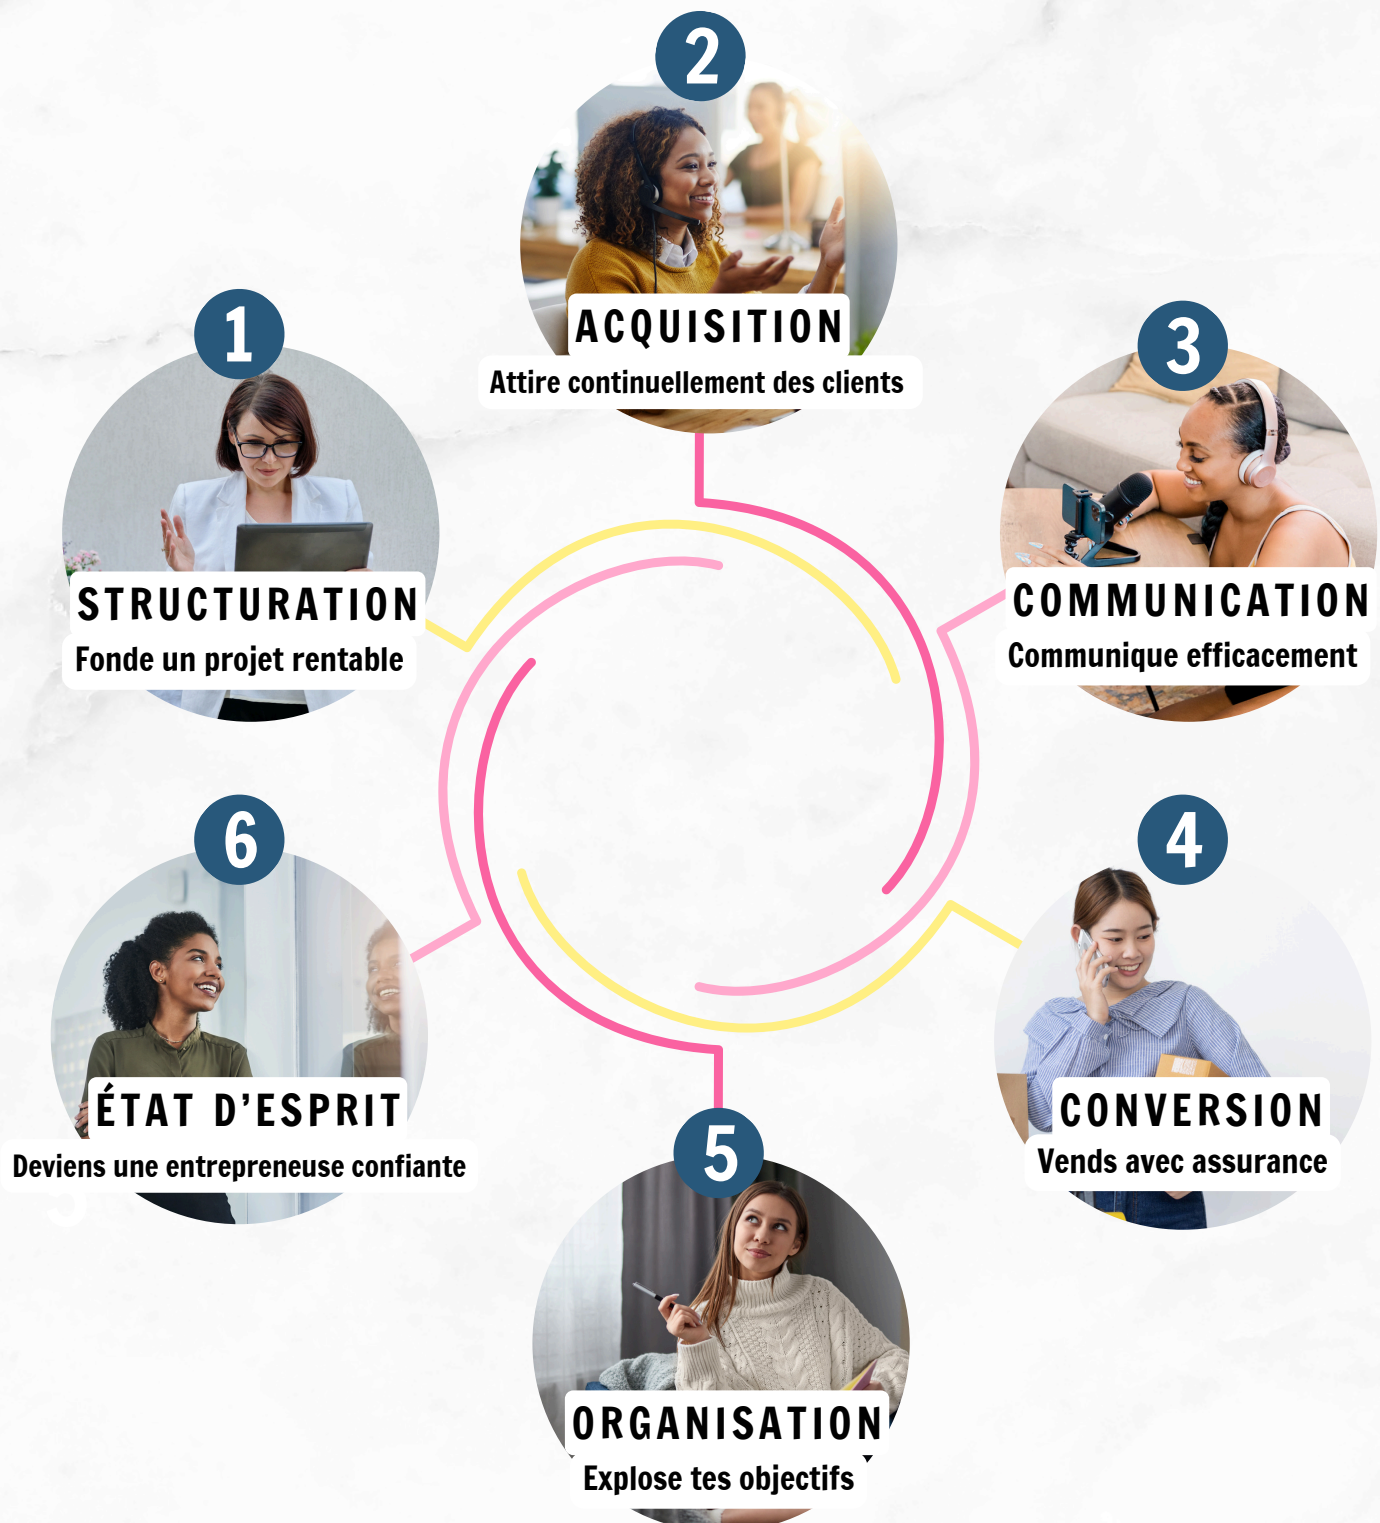 1
STRUCTURATION
Fonde un projet rentable
2
ACQUISITION
Attire continuellement des clients
3
COMMUNICATION
Communique efficacement
4
CONVERSION
Vends avec assurance
5
ORGANISATION
Explose tes objectifs
6
ÉTAT D'ESPRIT
Deviens une entrepreneuse confiante
5